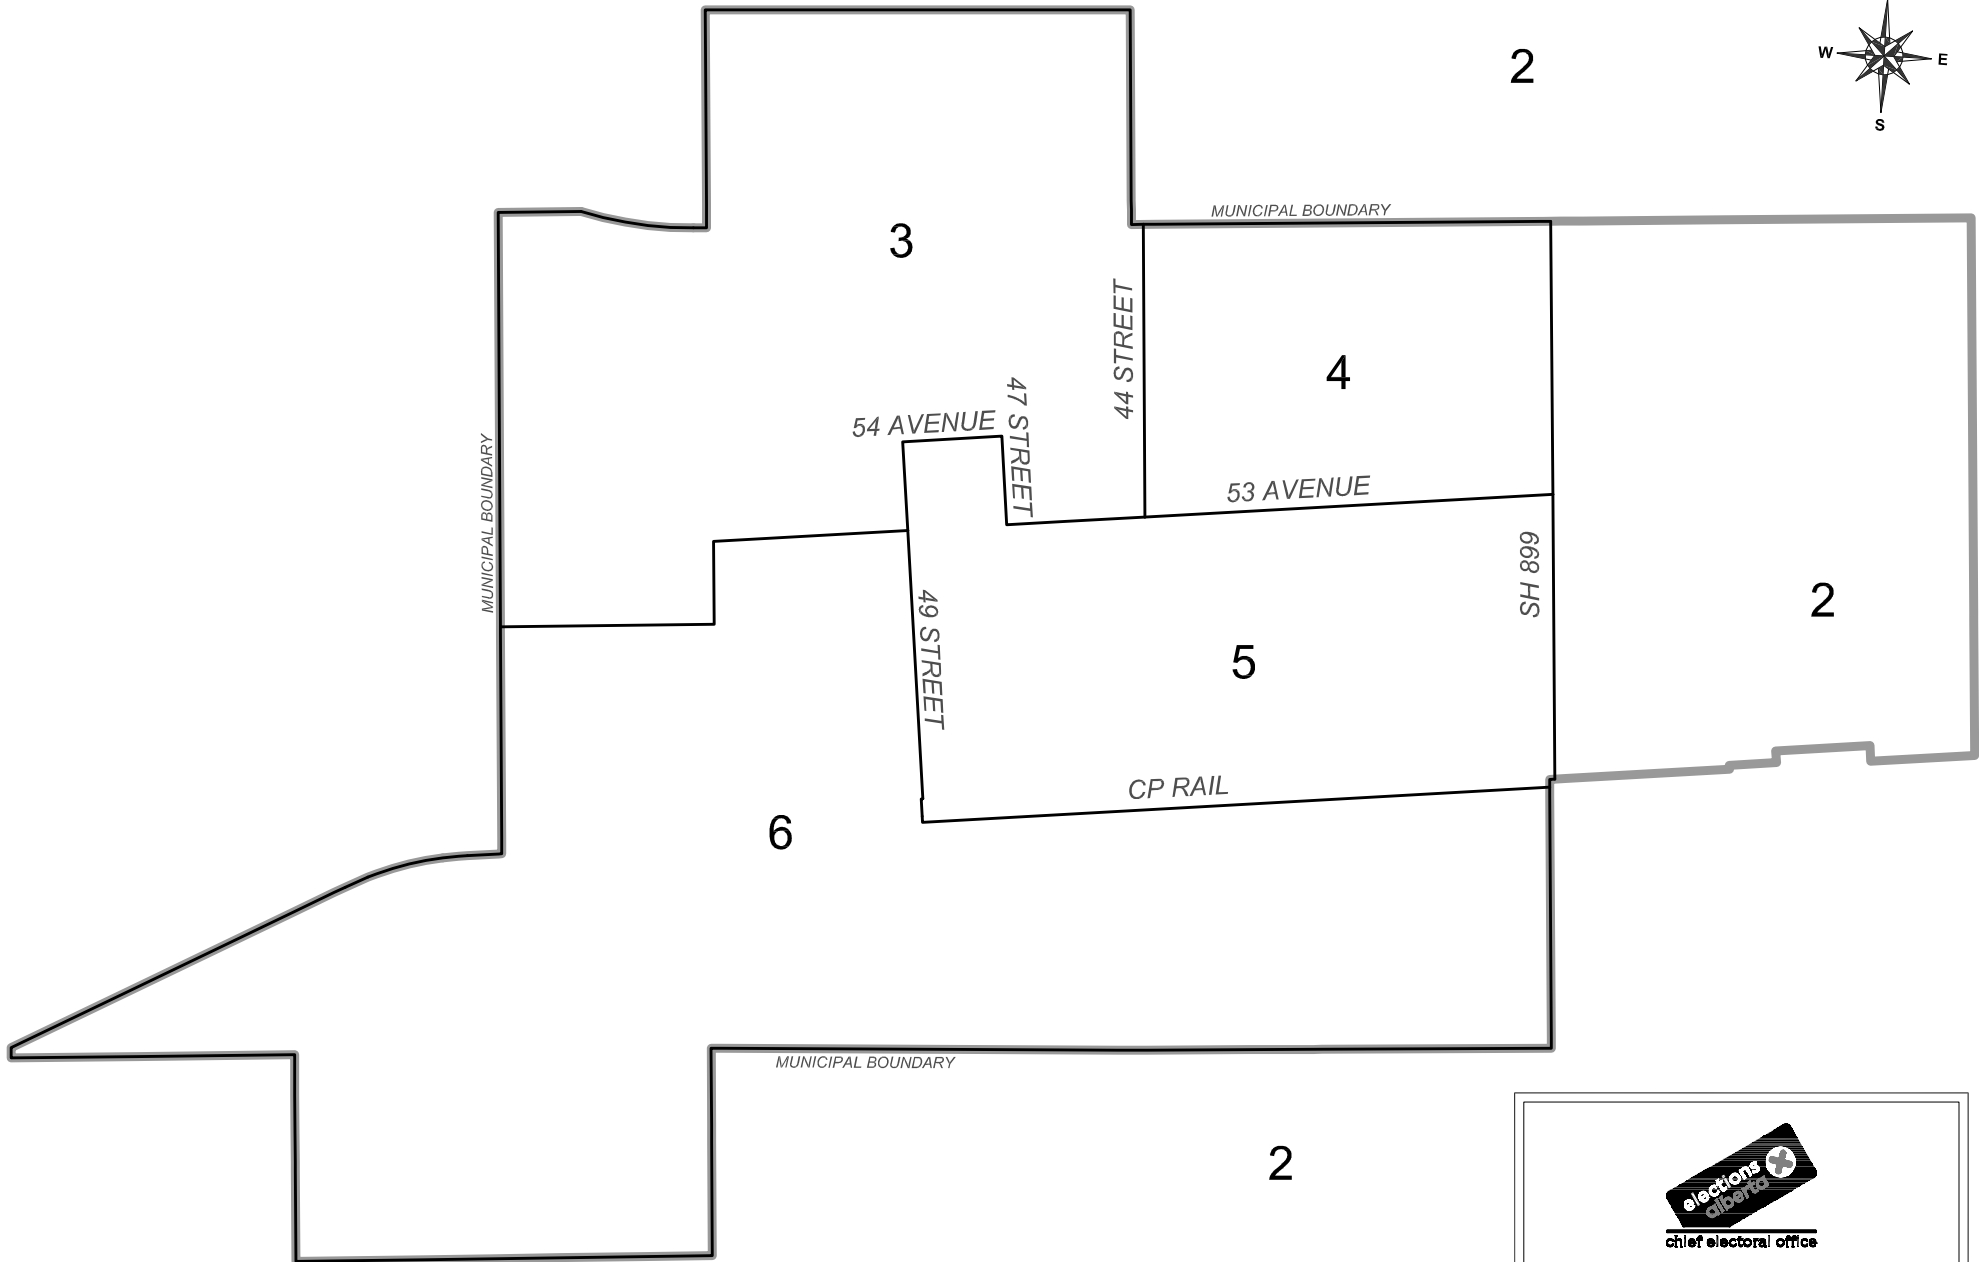 2
W
E
S
MUNICIPAL BOUNDARY
3
44 STREET
4
47 STREET
54 AVENUE
MUNICIPAL BOUNDARY
53 AVENUE
SH 899
49 STREET
2
5
CP RAIL
6
MUNICIPAL BOUNDARY
2
elections
alberta
chief electoral office